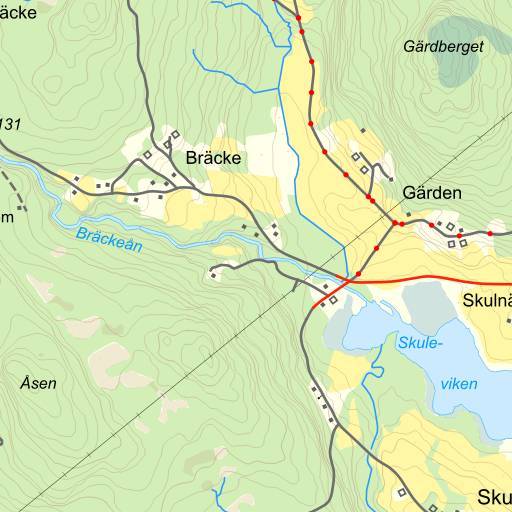 äcke
Gärdberget
131
Bräcke
Gärden
m
Bräckeån
Skulnä
Skule-
viken
Åsen
Sku